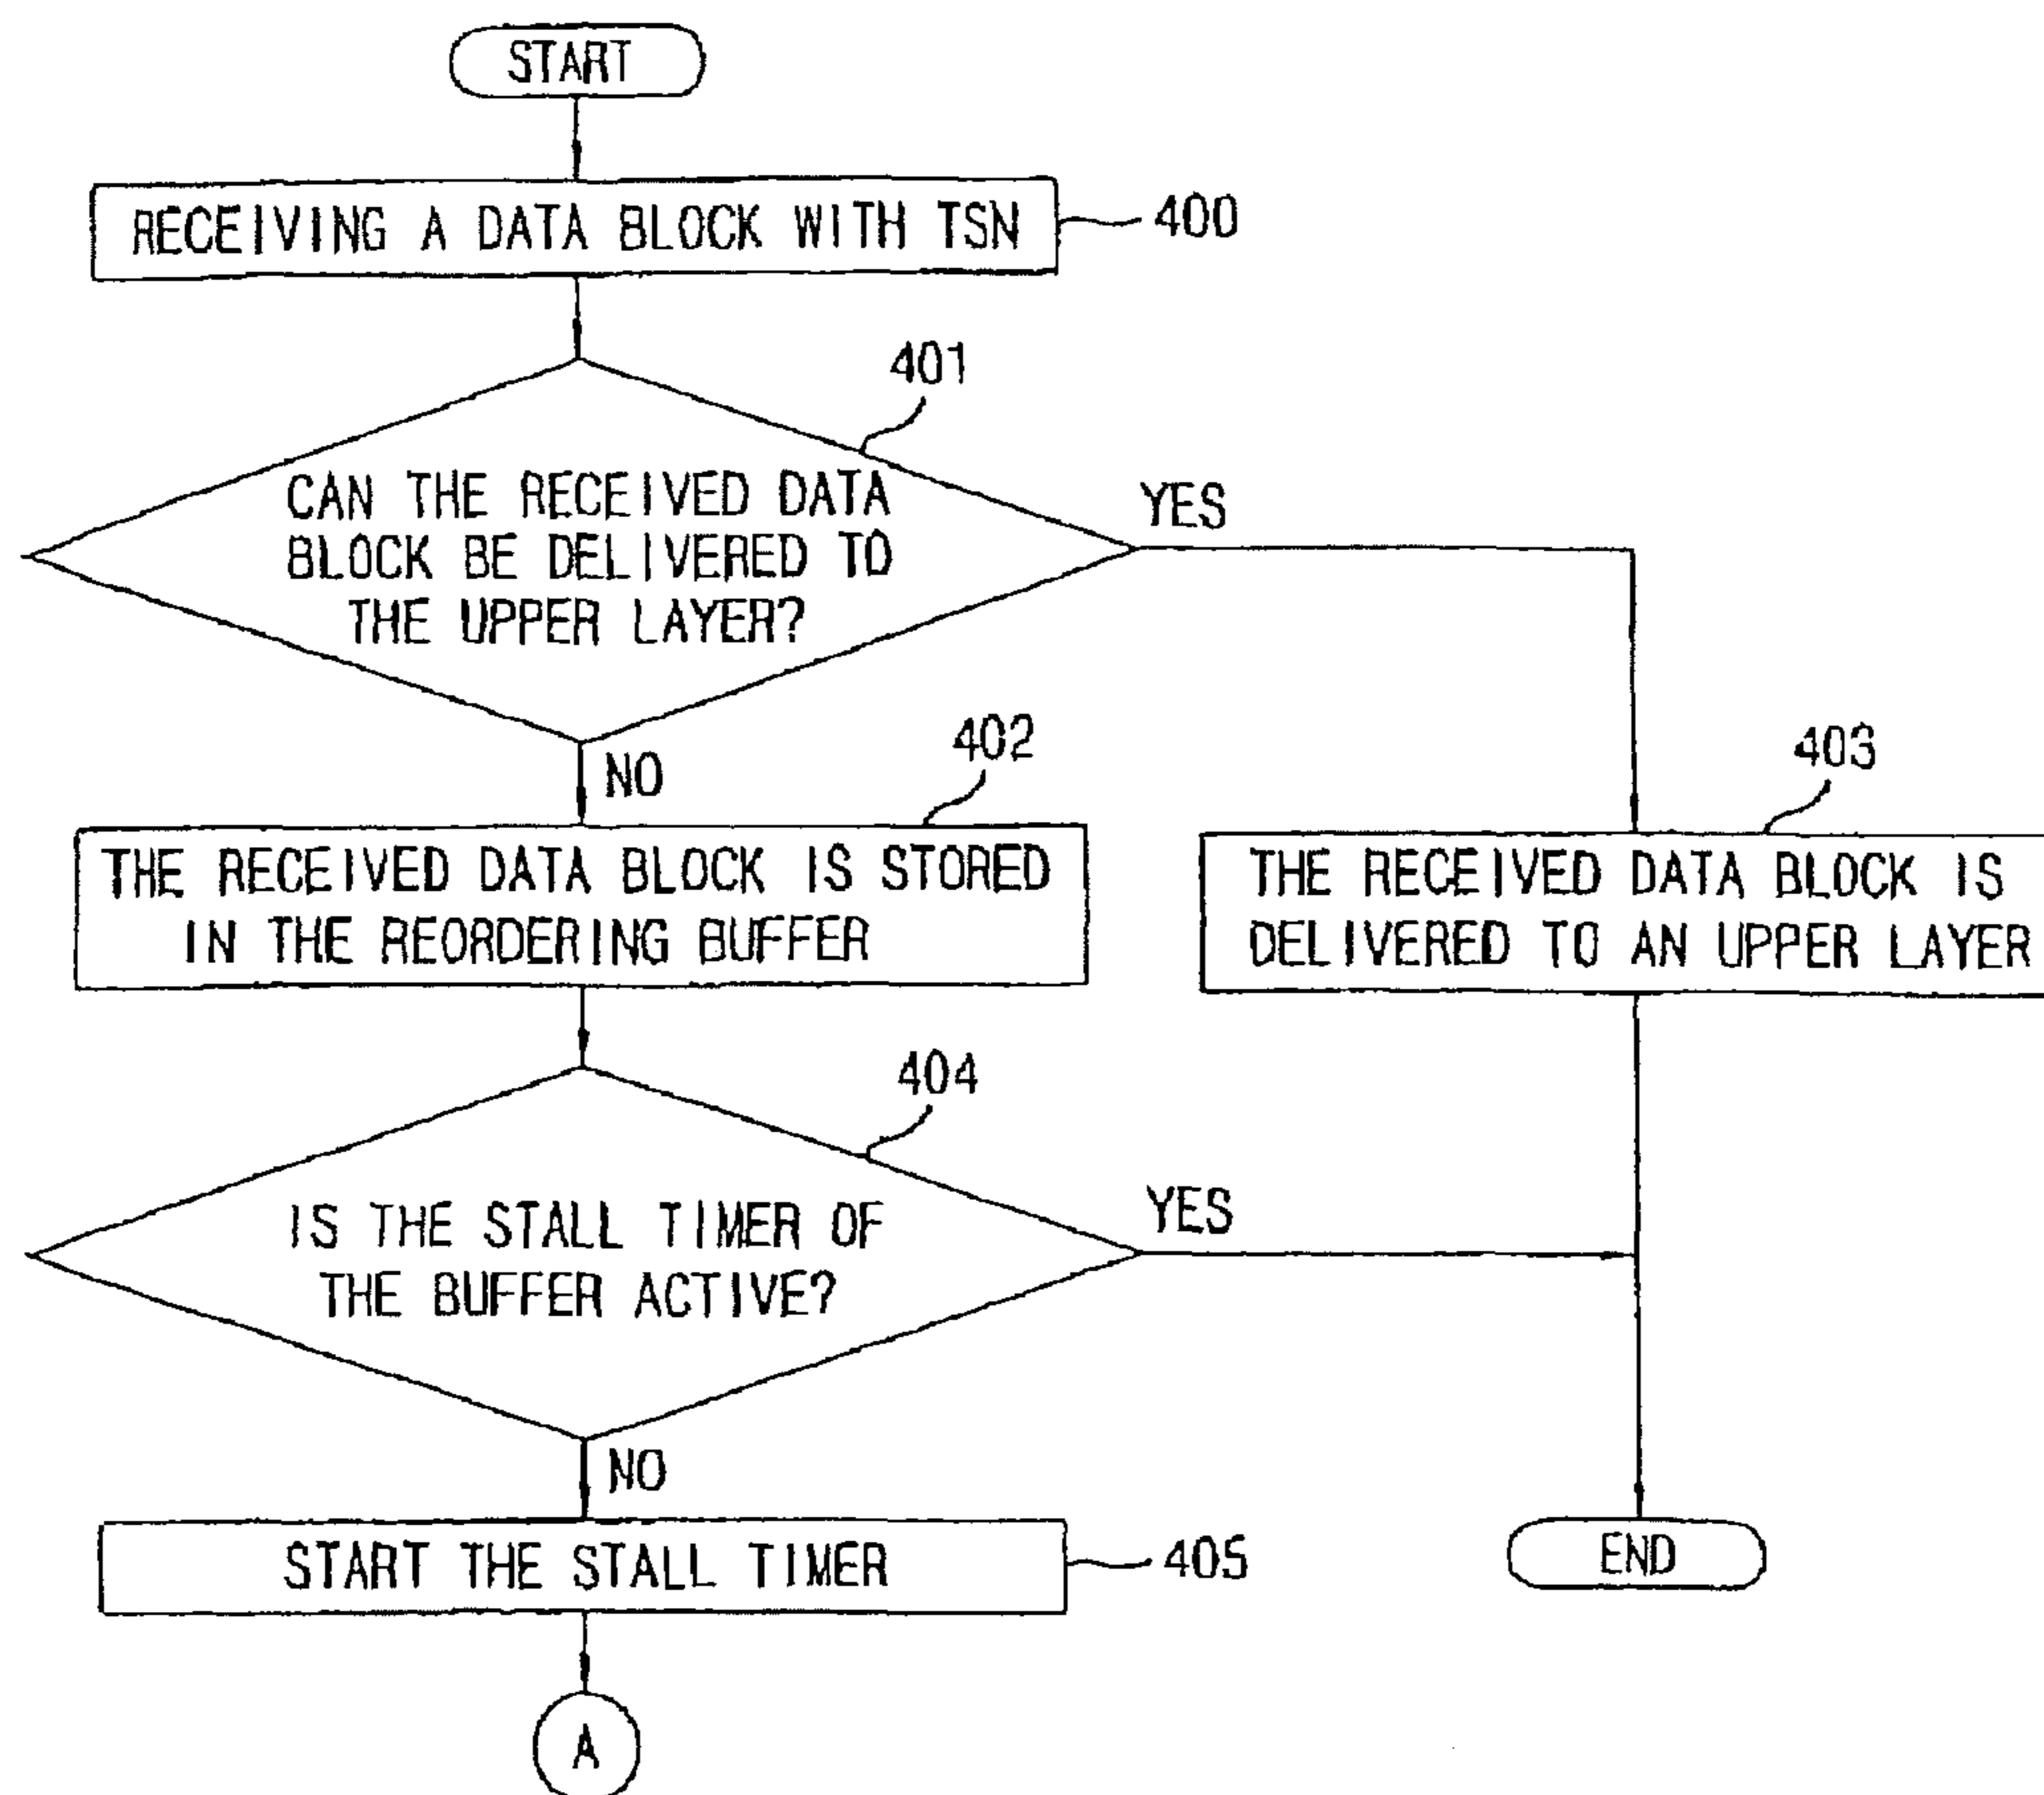 START
RECEIVING A DATA BLOCK WITH TSN
400
401
CAN THE RECEIVED DATA
BLOCK BE DELIVERED TO
THE UPPER LAYER?
YES
NO
402
403
THE RECEIVED DATA BLOCK IS STORED
IN THE REORDERING BUFFER
THE RECEIVED DATA BLOCK IS
DELIVERED TO AN UPPER LAYER
404
IS THE STALL TIMER OF
THE BUFFER ACTIVE?
YES
NO
START THE STALL TIMER
405
END
A